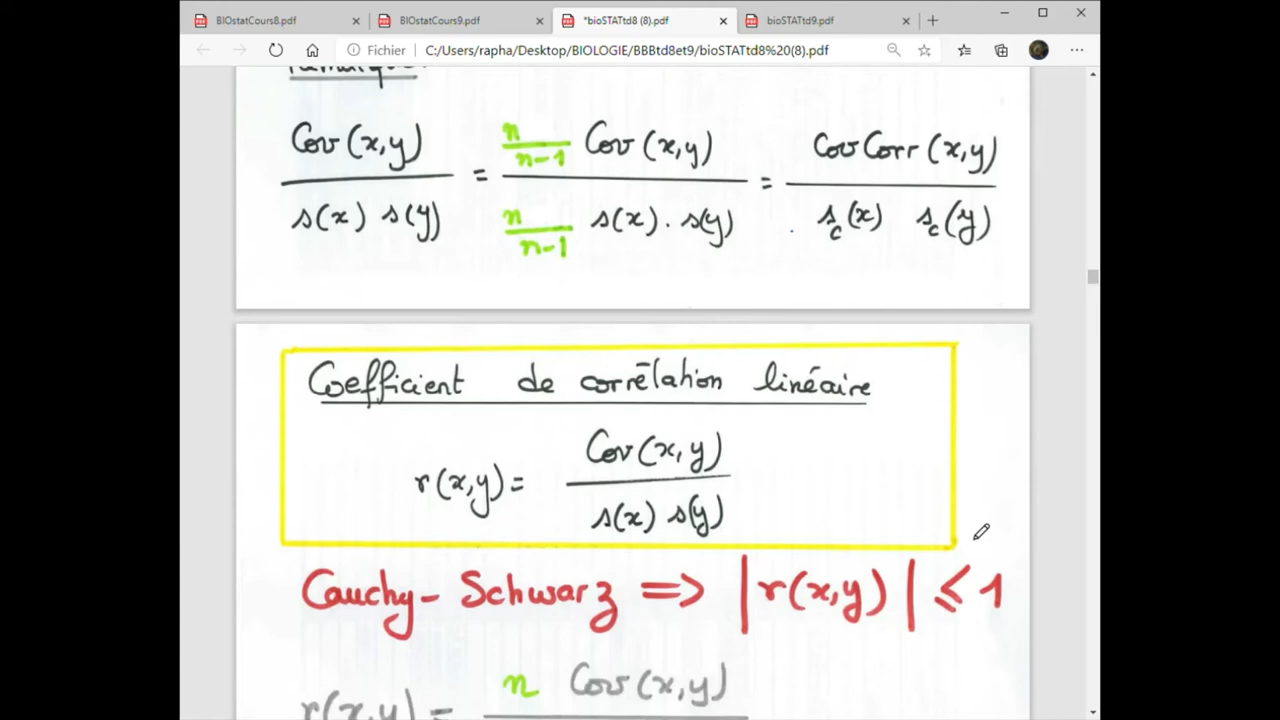 BIOstatCours8.pdf
BIOstatCours9.pdf
*bioSTATtd8 (8).pdf
bioSTATtd9.pdf
Fichier C:/Users/rapha/Desktop/BIOLOGIE/BBBtd8et9/bioSTATtd8%20(8).pdf
Cov(x,y) / s(x) s(y) = n/n-1 Cov(x,y) / n/n-1 s(x) . s(y) = CovCorr(x,y) / s_c(x) s_c(y)
Coefficient de corrélation linéaire
r(x,y) = Cov(x,y) / s(x) s(y)
Cauchy-Schwarz => |r(x,y)| ≤ 1
n Cov(x,y)
r(x,y) =